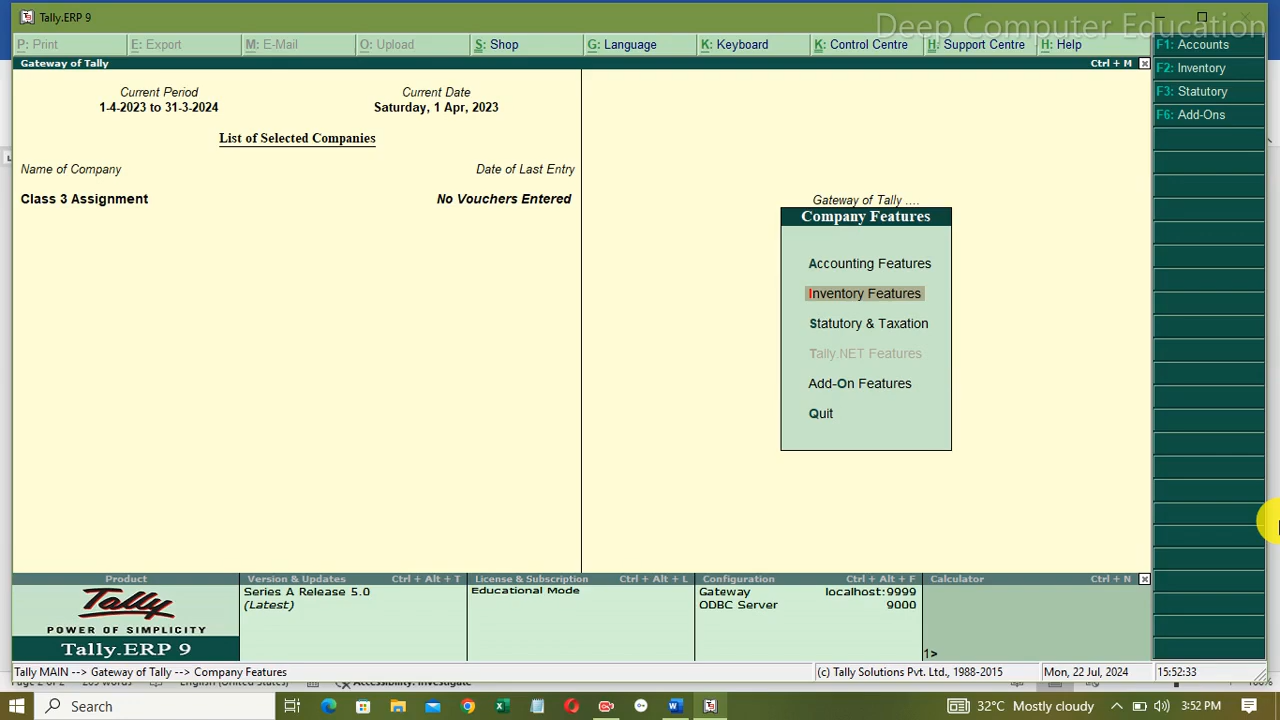 Tally.ERP 9
Deep Computer Education
P: Print
E: Export
M: E-Mail
O: Upload
S: Shop
G: Language
K: Keyboard
K: Control Centre
H: Support Centre
H: Help
F1: Accounts
Gateway of Tally
Ctrl + M
F2: Inventory
F3: Statutory
F6: Add-Ons
Current Period
1-4-2023 to 31-3-2024
Current Date
Saturday, 1 Apr, 2023
List of Selected Companies
Name of Company
Date of Last Entry
Class 3 Assignment
No Vouchers Entered
Gateway of Tally ....
Company Features
Accounting Features
Inventory Features
Statutory & Taxation
Tally.NET Features
Add-On Features
Quit
Product
Tally
POWER OF SIMPLICITY
Tally.ERP 9
Version & Updates
Ctrl + Alt + T
Series A Release 5.0
(Latest)
License & Subscription
Ctrl + Alt + L
Educational Mode
Configuration
Ctrl + Alt + F
Gateway
localhost:9999
ODBC Server
9000
Calculator
Ctrl + N
1>
Tally MAIN --> Gateway of Tally --> Company Features
(c) Tally Solutions Pvt. Ltd., 1988-2015
Mon, 22 Jul, 2024
15:52:33
Search
32°C Mostly cloudy
3:52 PM